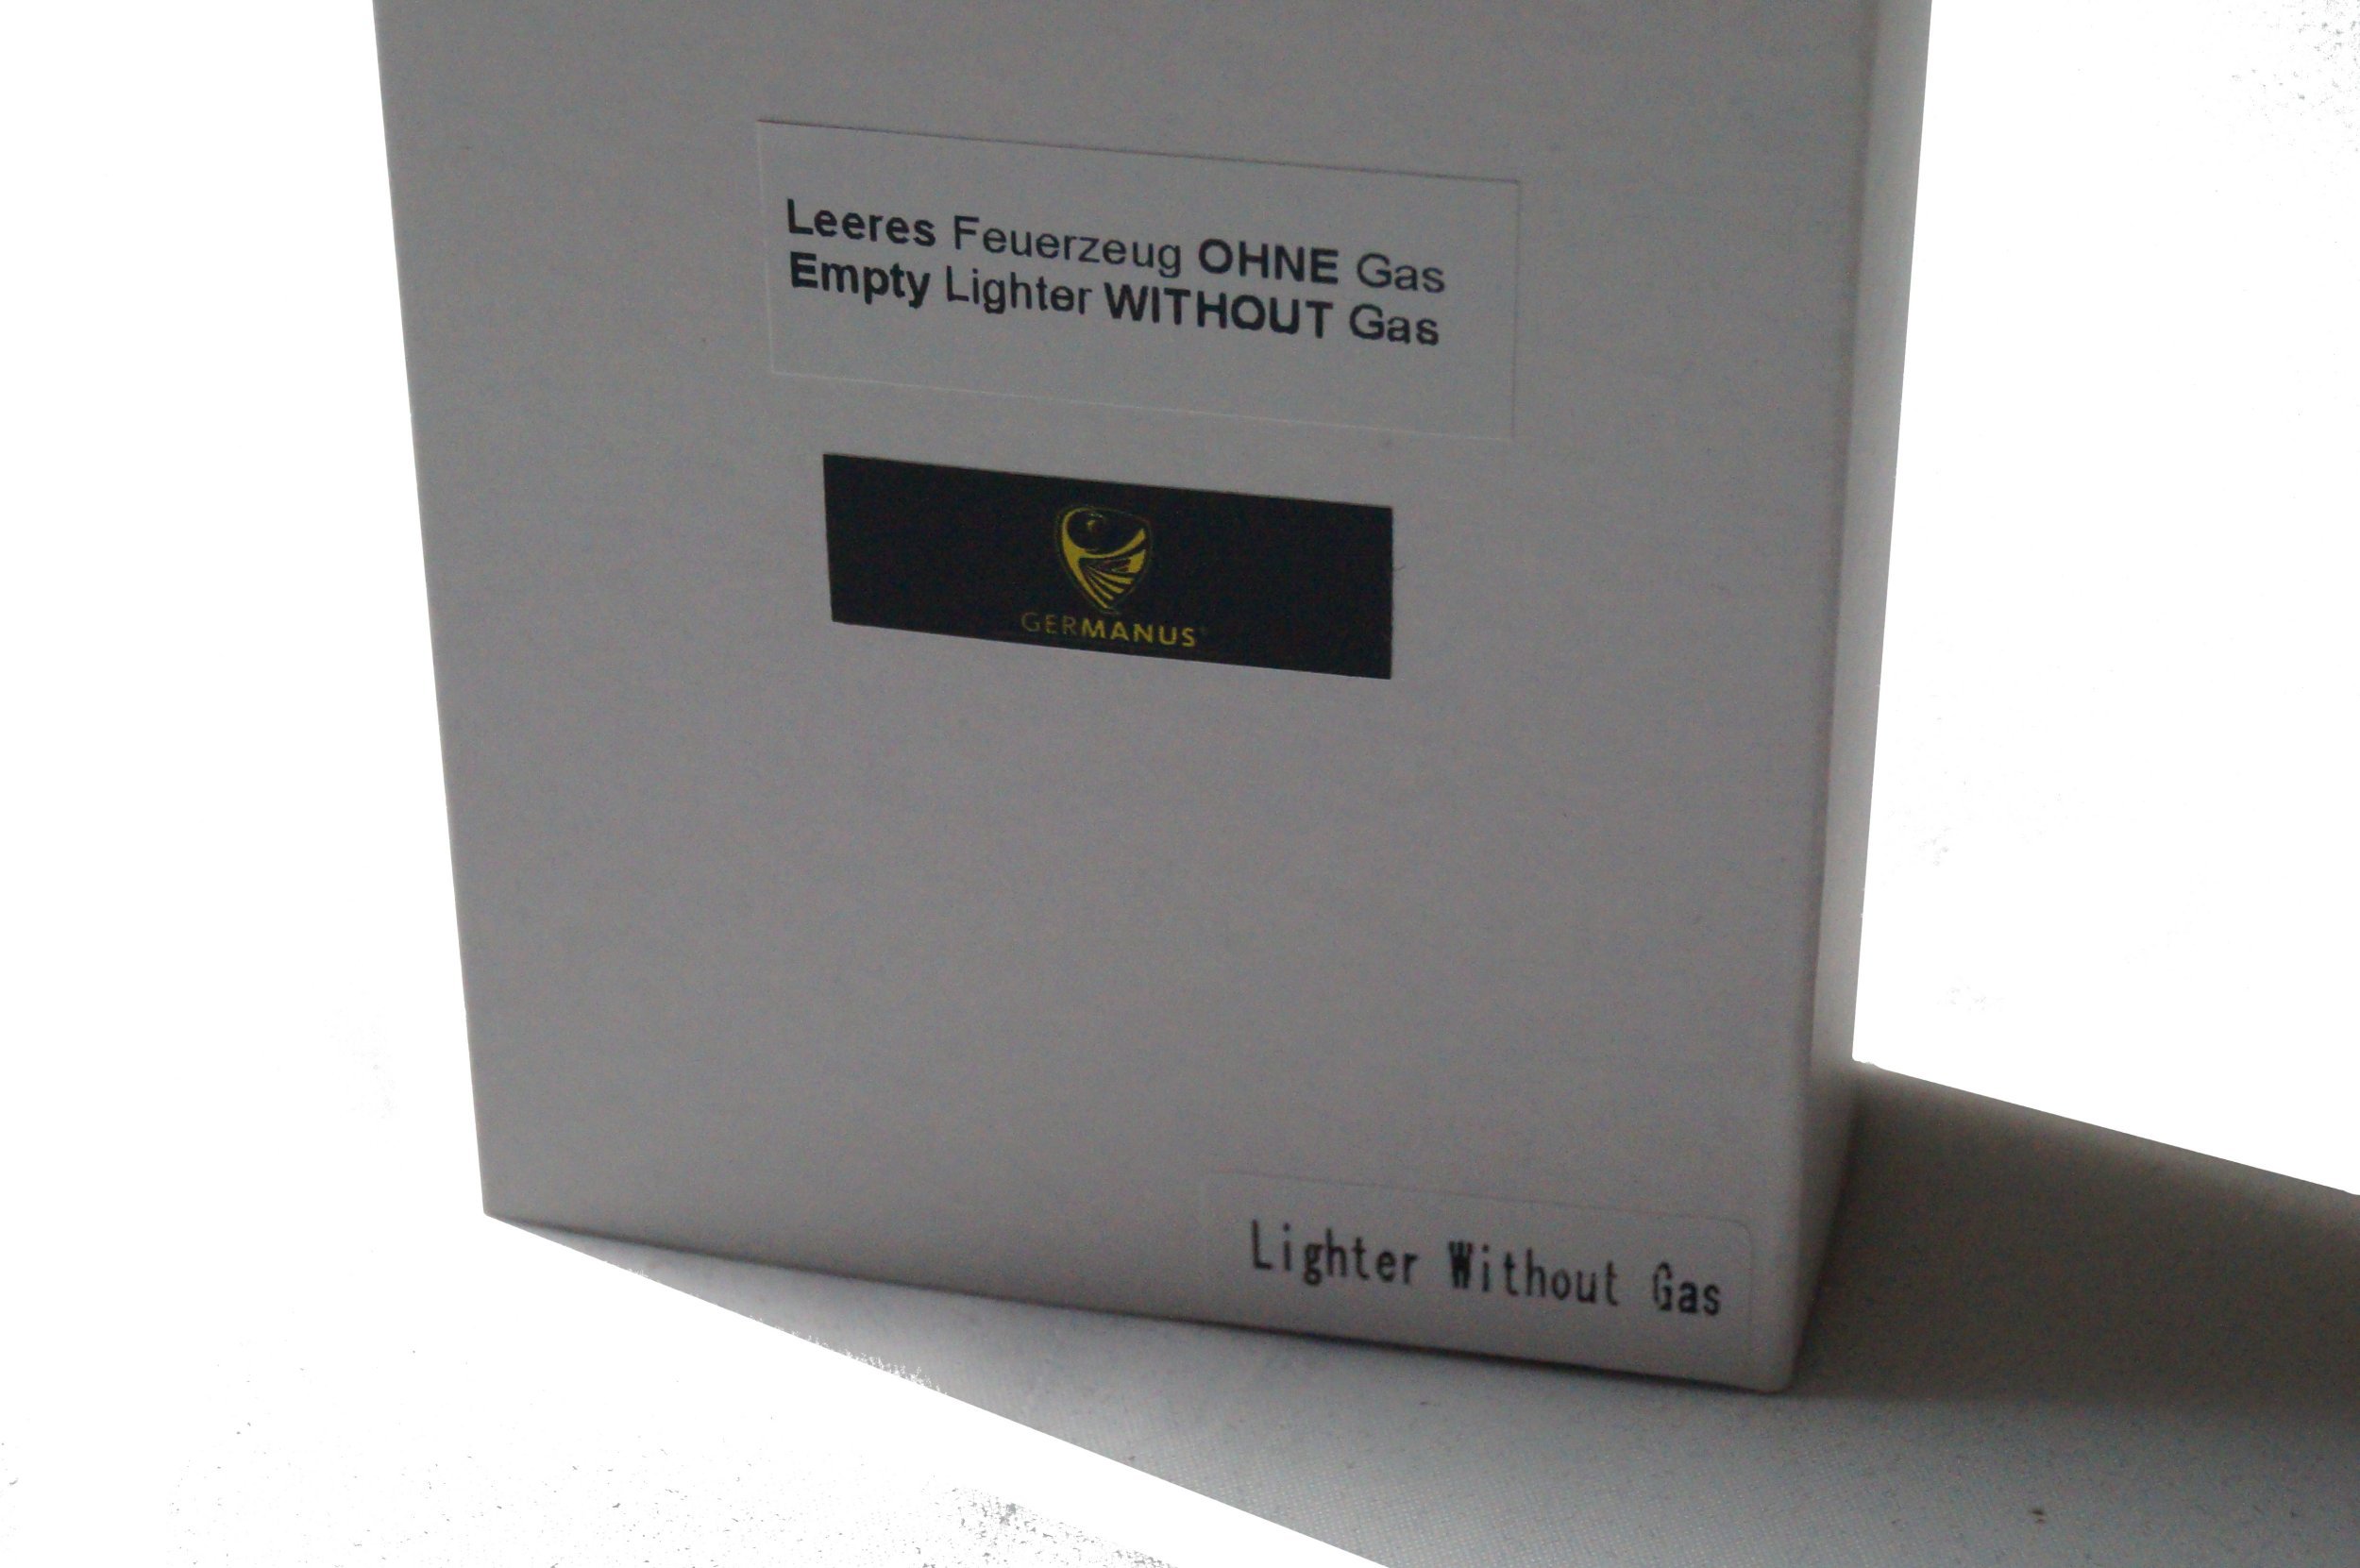 Leeres Feuerzeug OHNE Gas
Empty Lighter WITHOUT Gas
GERMANUS
Lighter Without Gas